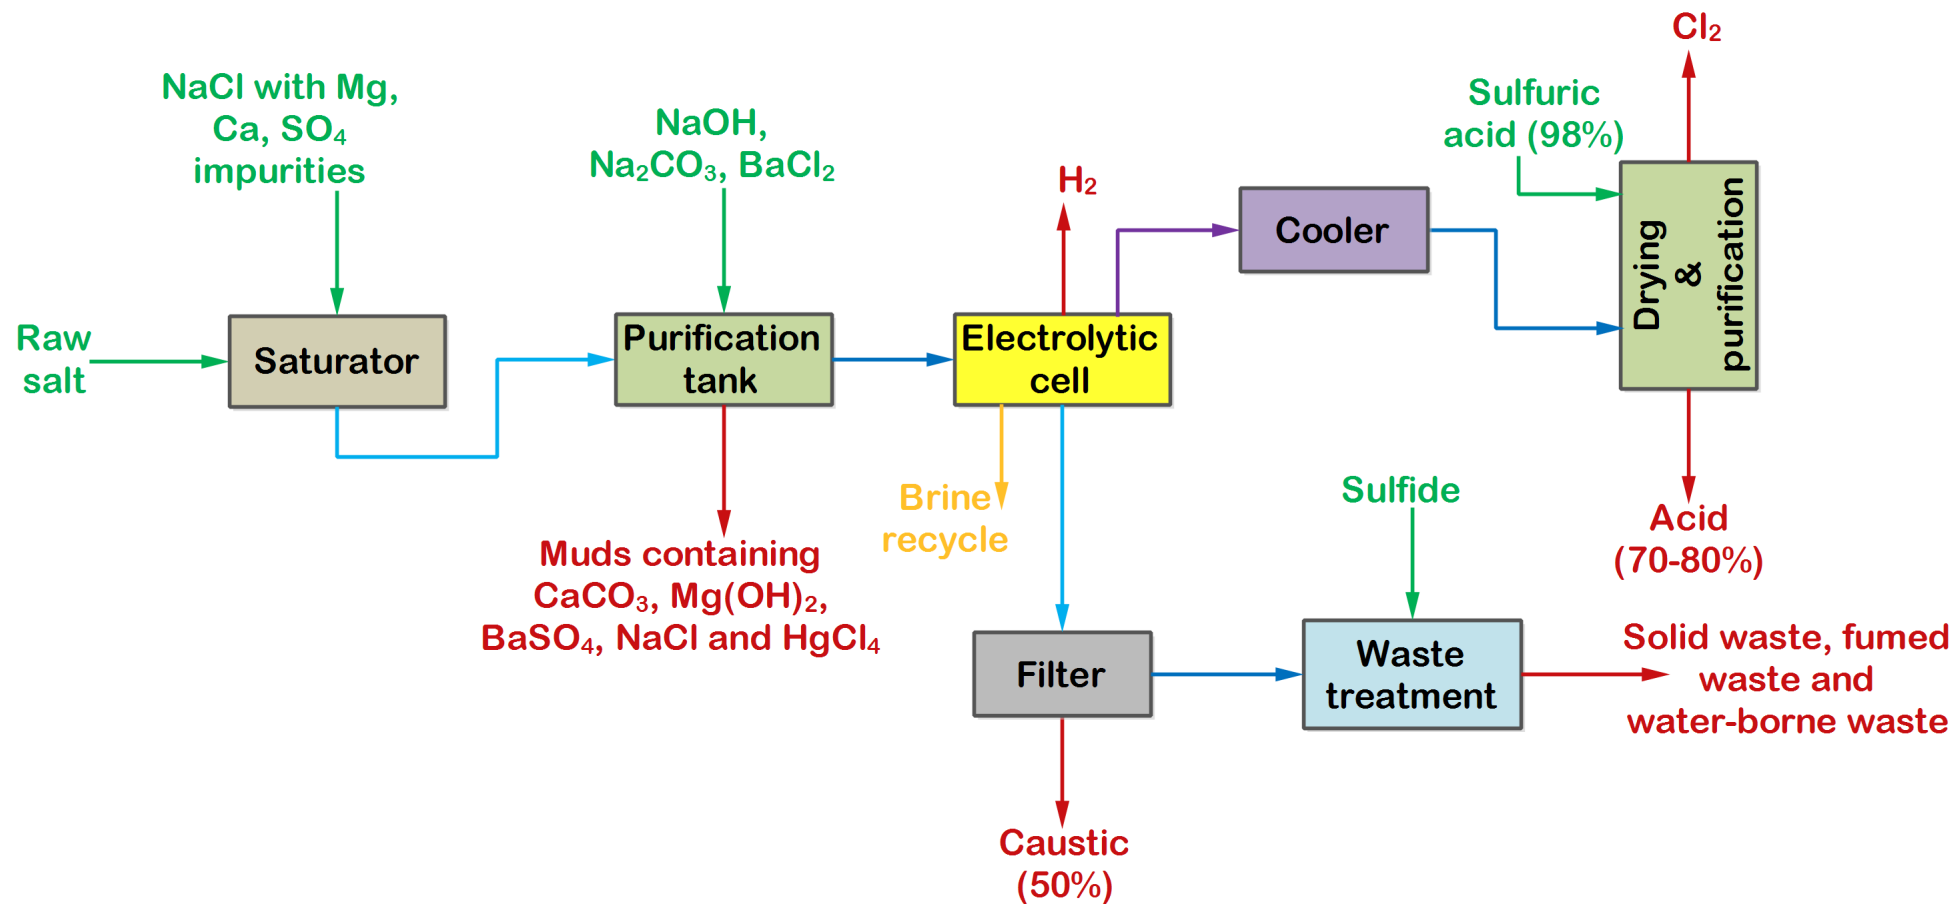 Cl₂
NaCl with Mg,
Ca, SO₄
impurities
NaOH,
Na₂CO₃, BaCl₂
H₂
Sulfuric
acid (98%)
Raw
salt
Saturator
Purification
tank
Electrolytic
cell
Cooler
Drying
&
purification
Brine
recycle
Muds containing
CaCO₃, Mg(OH)₂,
BaSO₄, NaCl and HgCl₄
Sulfide
Acid
(70-80%)
Filter
Waste
treatment
Solid waste, fumed
waste and
water-borne waste
Caustic
(50%)